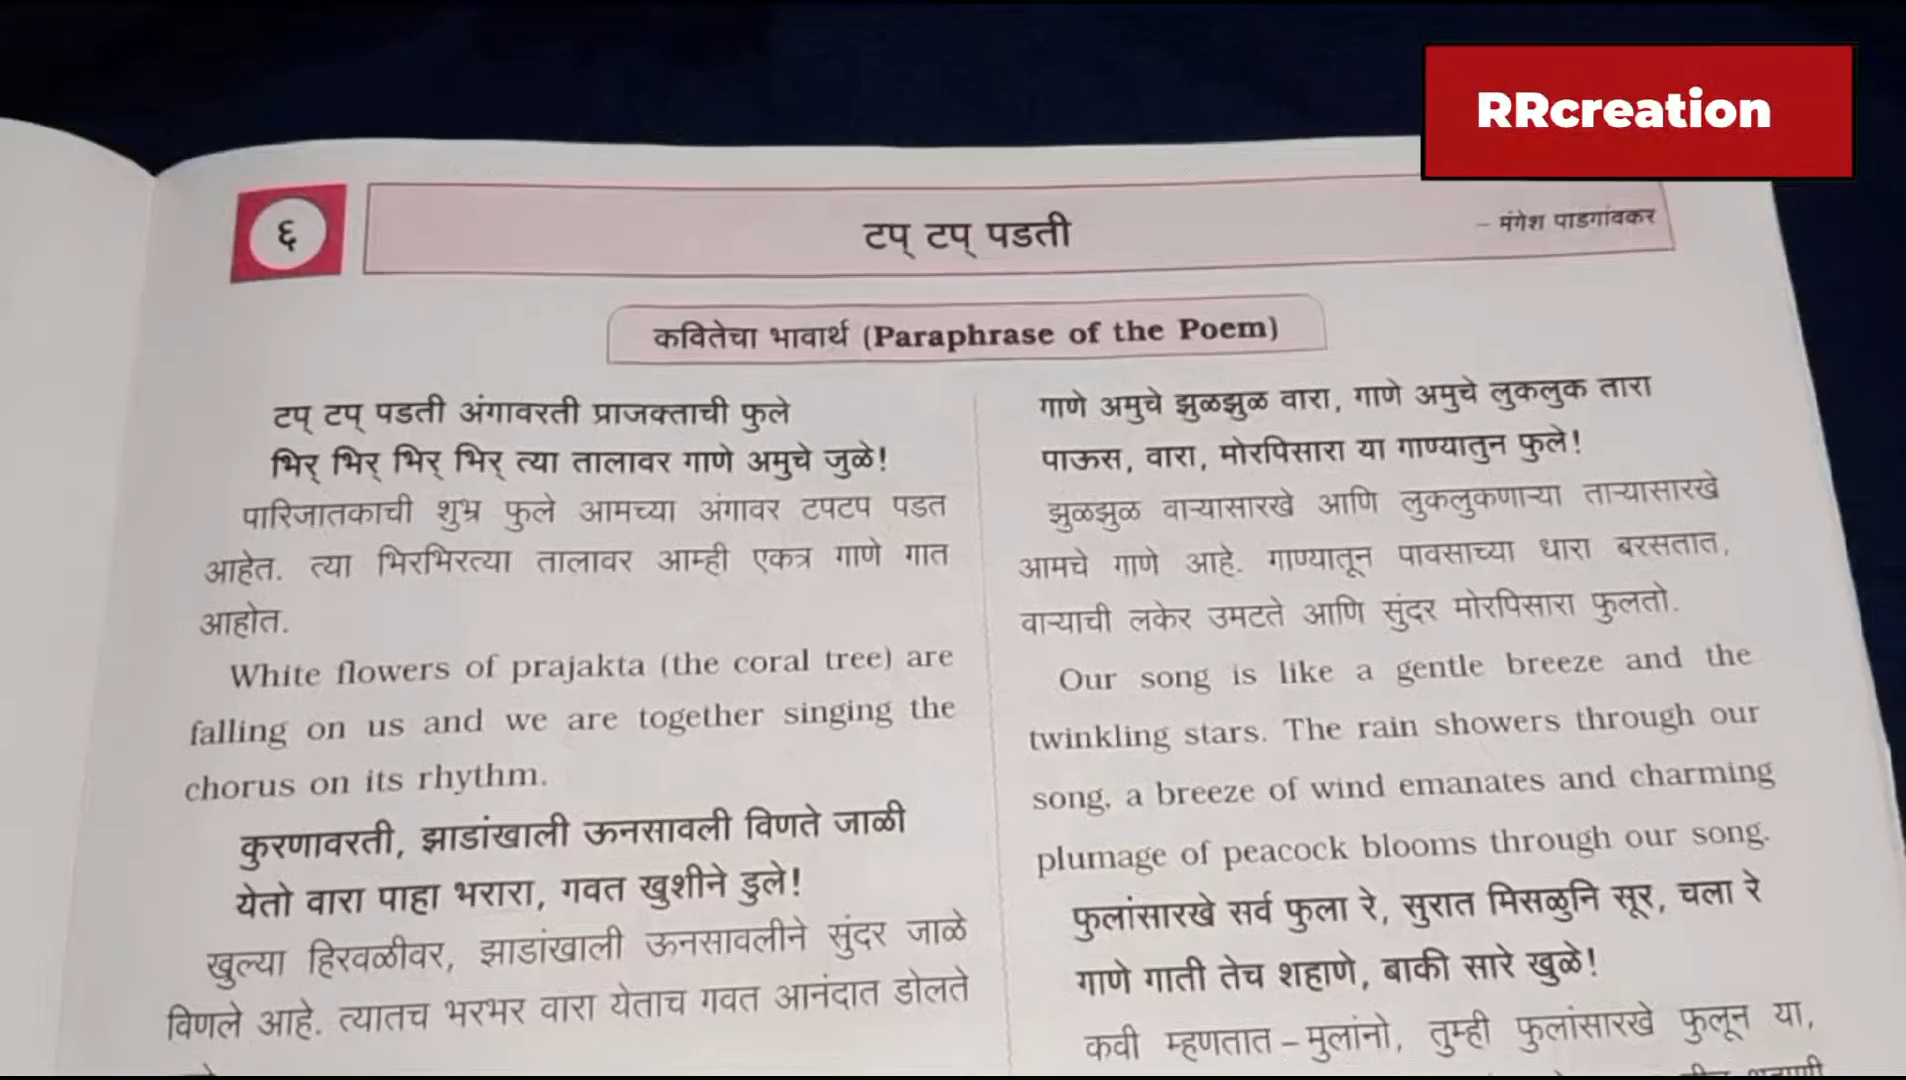 RRcreation
६
टप् टप् पडती
– मंगेश पाडगांवकर
कवितेचा भावार्थ (Paraphrase of the Poem)
टप् टप् पडती अंगावरती प्राजक्ताची फुले
भिर् भिर् भिर् भिर् त्या तालावर गाणे अमुचे जुळे!
पारिजातकाची शुभ्र फुले आमच्या अंगावर टपटप पडत
आहेत. त्या भिरभिरत्या तालावर आम्ही एकत्र गाणे गात
आहोत.
White flowers of prajakta (the coral tree) are
falling on us and we are together singing the
chorus on its rhythm.
कुरणावरती, झाडांखाली ऊनसावली विणते जाळी
येतो वारा पाहा भरारा, गवत खुशीने डुले!
खुल्या हिरवळीवर, झाडांखाली ऊनसावलीने सुंदर जाळे
विणले आहे. त्यातच भरभर वारा येताच गवत आनंदात डोलते
गाणे अमुचे झुळझुळ वारा, गाणे अमुचे लुकलुक तारा
पाऊस, वारा, मोरपिसारा या गाण्यातुन फुले!
झुळझुळ वाऱ्यासारखे आणि लुकलुकणाऱ्या ताऱ्यासारखे
आमचे गाणे आहे. गाण्यातून पावसाच्या धारा बरसतात,
वाऱ्याची लकेर उमटते आणि सुंदर मोरपिसारा फुलतो.
Our song is like a gentle breeze and the
twinkling stars. The rain showers through our
song, a breeze of wind emanates and charming
plumage of peacock blooms through our song.
फुलांसारखे सर्व फुला रे, सुरात मिसळुनि सूर, चला रे
गाणे गाती तेच शहाणे, बाकी सारे खुळे!
कवी म्हणतात – मुलांनो, तुम्ही फुलांसारखे फुलून या,